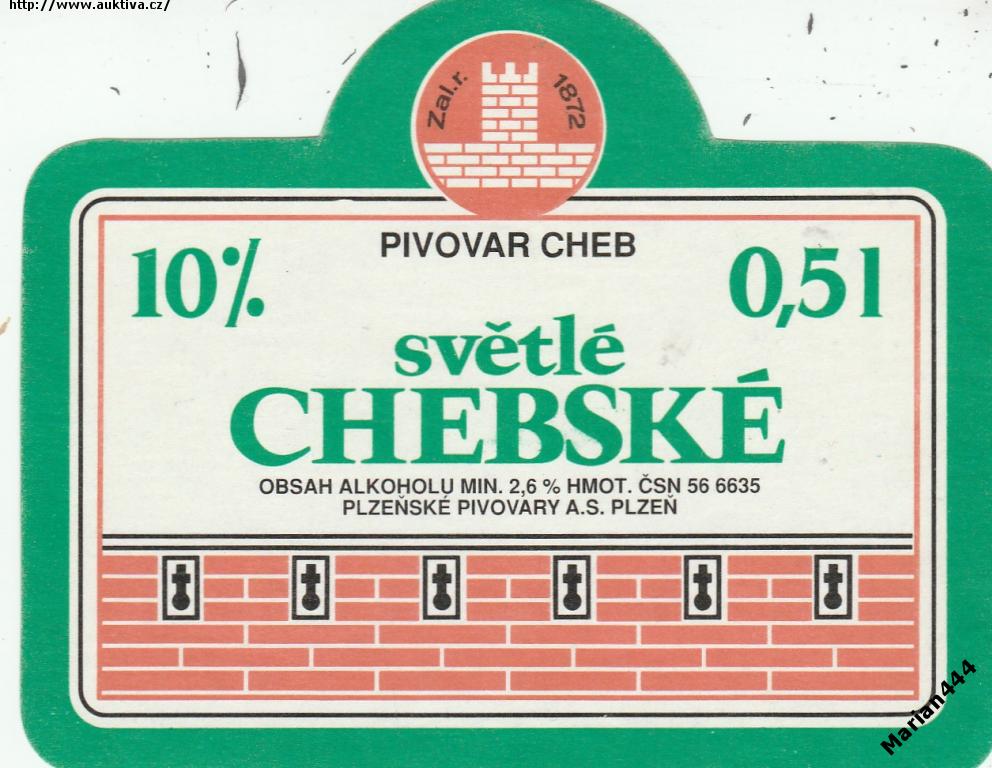 http://www.auktiva.cz/
Zal.r. 1872
PIVOVAR CHEB
10% 0,5 l
světlé
CHEBSKÉ
OBSAH ALKOHOLU MIN. 2,6 % HMOT. ČSN 56 6635
PLZEŇSKÉ PIVOVARY A.S. PLZEŇ
Marian444